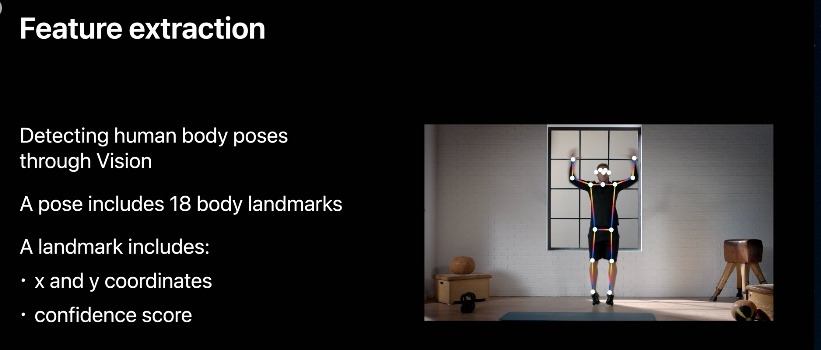 Feature extraction
Detecting human body poses
through Vision
A pose includes 18 body landmarks
A landmark includes:
· x and y coordinates
· confidence score